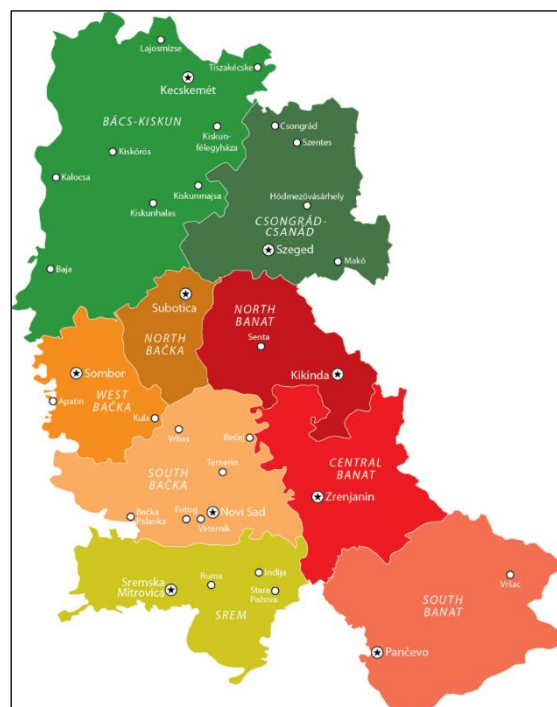 Lajosmizse
Tiszakécske
Kecskemét
BÁCS-KISKUN
Kiskun-
félegyháza
Csongrád
Szentes
Kiskőrös
Kalocsa
Kiskunmajsa
Kiskunhalas
Hódmezővásárhely
CSONGRÁD-
CSANÁD
Szeged
Makó
Baja
Subotica
NORTH
BAČKA
NORTH
BANAT
Senta
Kikinda
Sombor
WEST
BAČKA
Apatin
Kula
Vrbas
Bečej
SOUTH
BAČKA
Temerin
CENTRAL
BANAT
Zrenjanin
Bačka
Palanka
Futog
Veternik
Novi Sad
Sremska
Mitrovica
Ruma
Inđija
Stara
Pazova
SREM
SOUTH
BANAT
Vršac
Pančevo